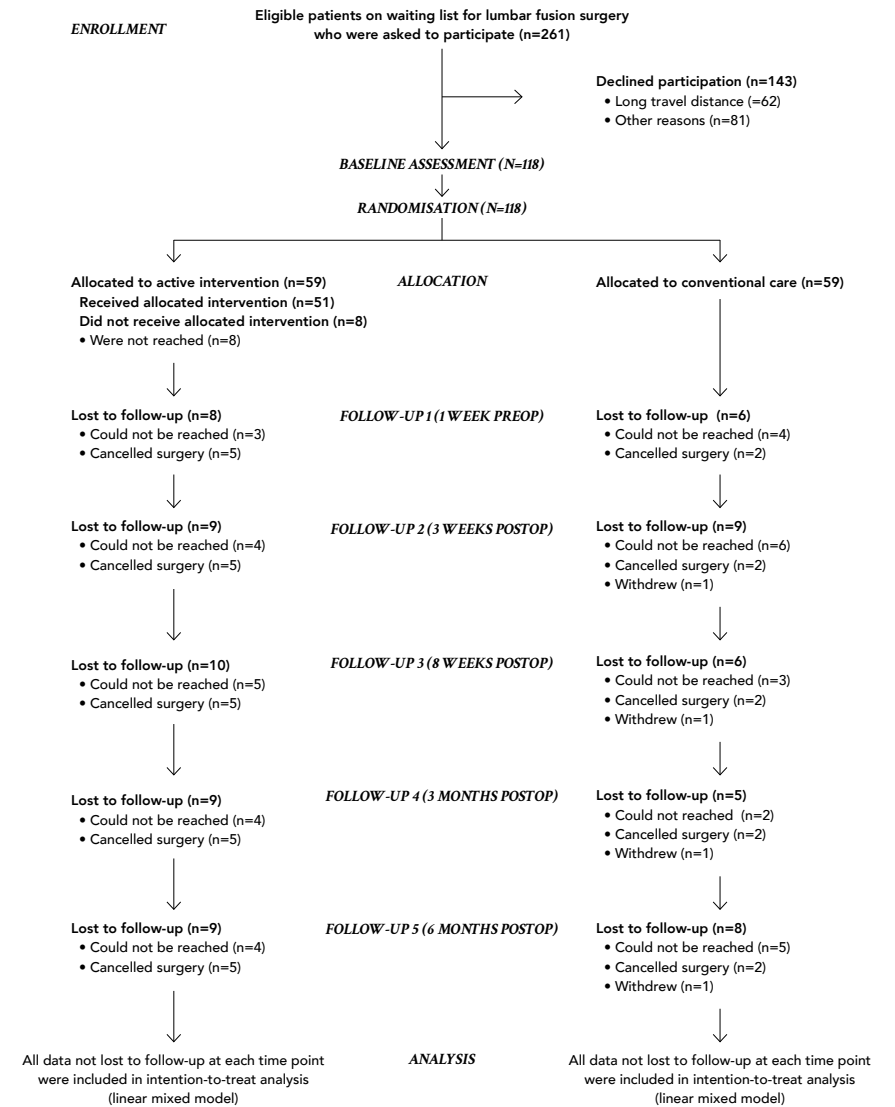 ENROLLMENT
Eligible patients on waiting list for lumbar fusion surgery
who were asked to participate (n=261)
Declined participation (n=143)
• Long travel distance (=62)
• Other reasons (n=81)
BASELINE ASSESSMENT (N=118)
RANDOMISATION (N=118)
Allocated to active intervention (n=59)
Received allocated intervention (n=51)
Did not receive allocated intervention (n=8)
• Were not reached (n=8)
ALLOCATION
Allocated to conventional care (n=59)
Lost to follow-up (n=8)
• Could not be reached (n=3)
• Cancelled surgery (n=5)
FOLLOW-UP 1 (1 WEEK PREOP)
Lost to follow-up (n=6)
• Could not be reached (n=4)
• Cancelled surgery (n=2)
Lost to follow-up (n=9)
• Could not be reached (n=4)
• Cancelled surgery (n=5)
FOLLOW-UP 2 (3 WEEKS POSTOP)
Lost to follow-up (n=9)
• Could not be reached (n=6)
• Cancelled surgery (n=2)
• Withdrew (n=1)
Lost to follow-up (n=10)
• Could not be reached (n=5)
• Cancelled surgery (n=5)
FOLLOW-UP 3 (8 WEEKS POSTOP)
Lost to follow-up (n=6)
• Could not be reached (n=3)
• Cancelled surgery (n=2)
• Withdrew (n=1)
Lost to follow-up (n=9)
• Could not be reached (n=4)
• Cancelled surgery (n=5)
FOLLOW-UP 4 (3 MONTHS POSTOP)
Lost to follow-up (n=5)
• Could not reached (n=2)
• Cancelled surgery (n=2)
• Withdrew (n=1)
Lost to follow-up (n=9)
• Could not be reached (n=4)
• Cancelled surgery (n=5)
FOLLOW-UP 5 (6 MONTHS POSTOP)
Lost to follow-up (n=8)
• Could not be reached (n=5)
• Cancelled surgery (n=2)
• Withdrew (n=1)
All data not lost to follow-up at each time point
were included in intention-to-treat analysis
(linear mixed model)
ANALYSIS
All data not lost to follow-up at each time point
were included in intention-to-treat analysis
(linear mixed model)